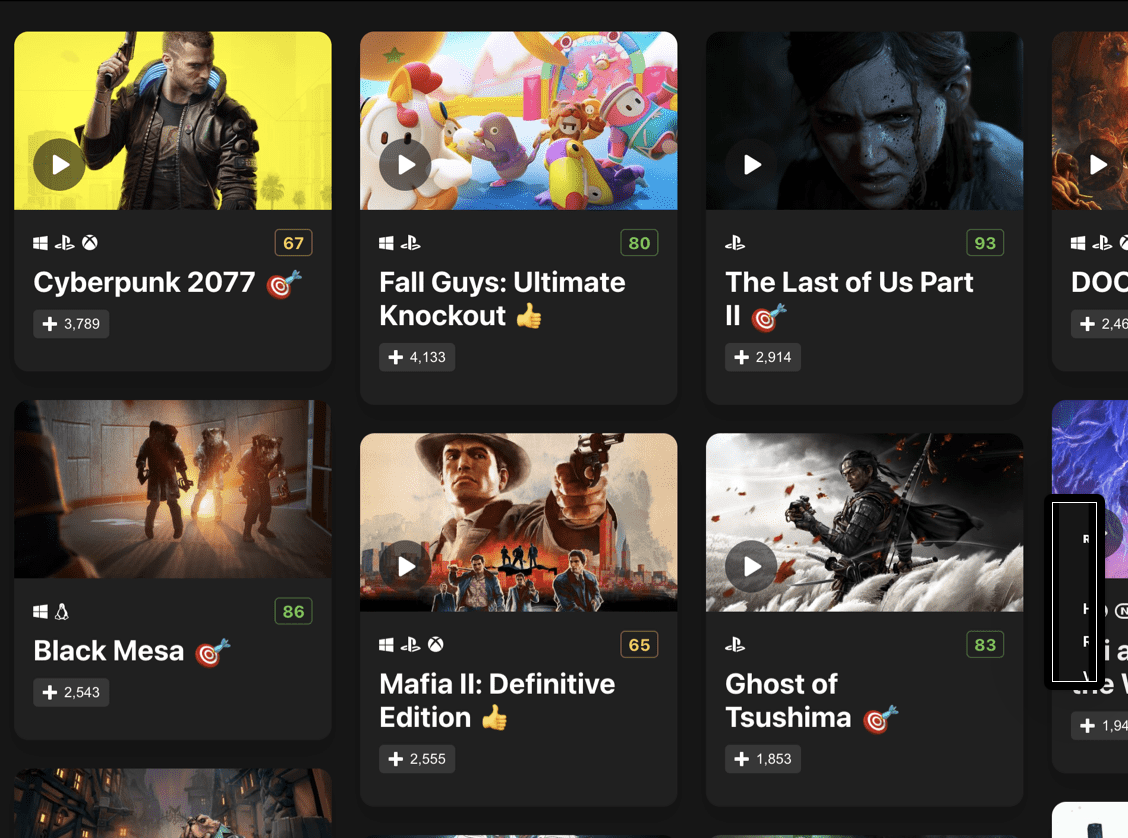 67
Cyberpunk 2077
3,789
80
Fall Guys: Ultimate
Knockout
4,133
93
The Last of Us Part
II
2,914
DOO
2,46
86
Black Mesa
2,543
65
Mafia II: Definitive
Edition
2,555
83
Ghost of
Tsushima
1,853
R
H
R
i a
the W
1,94